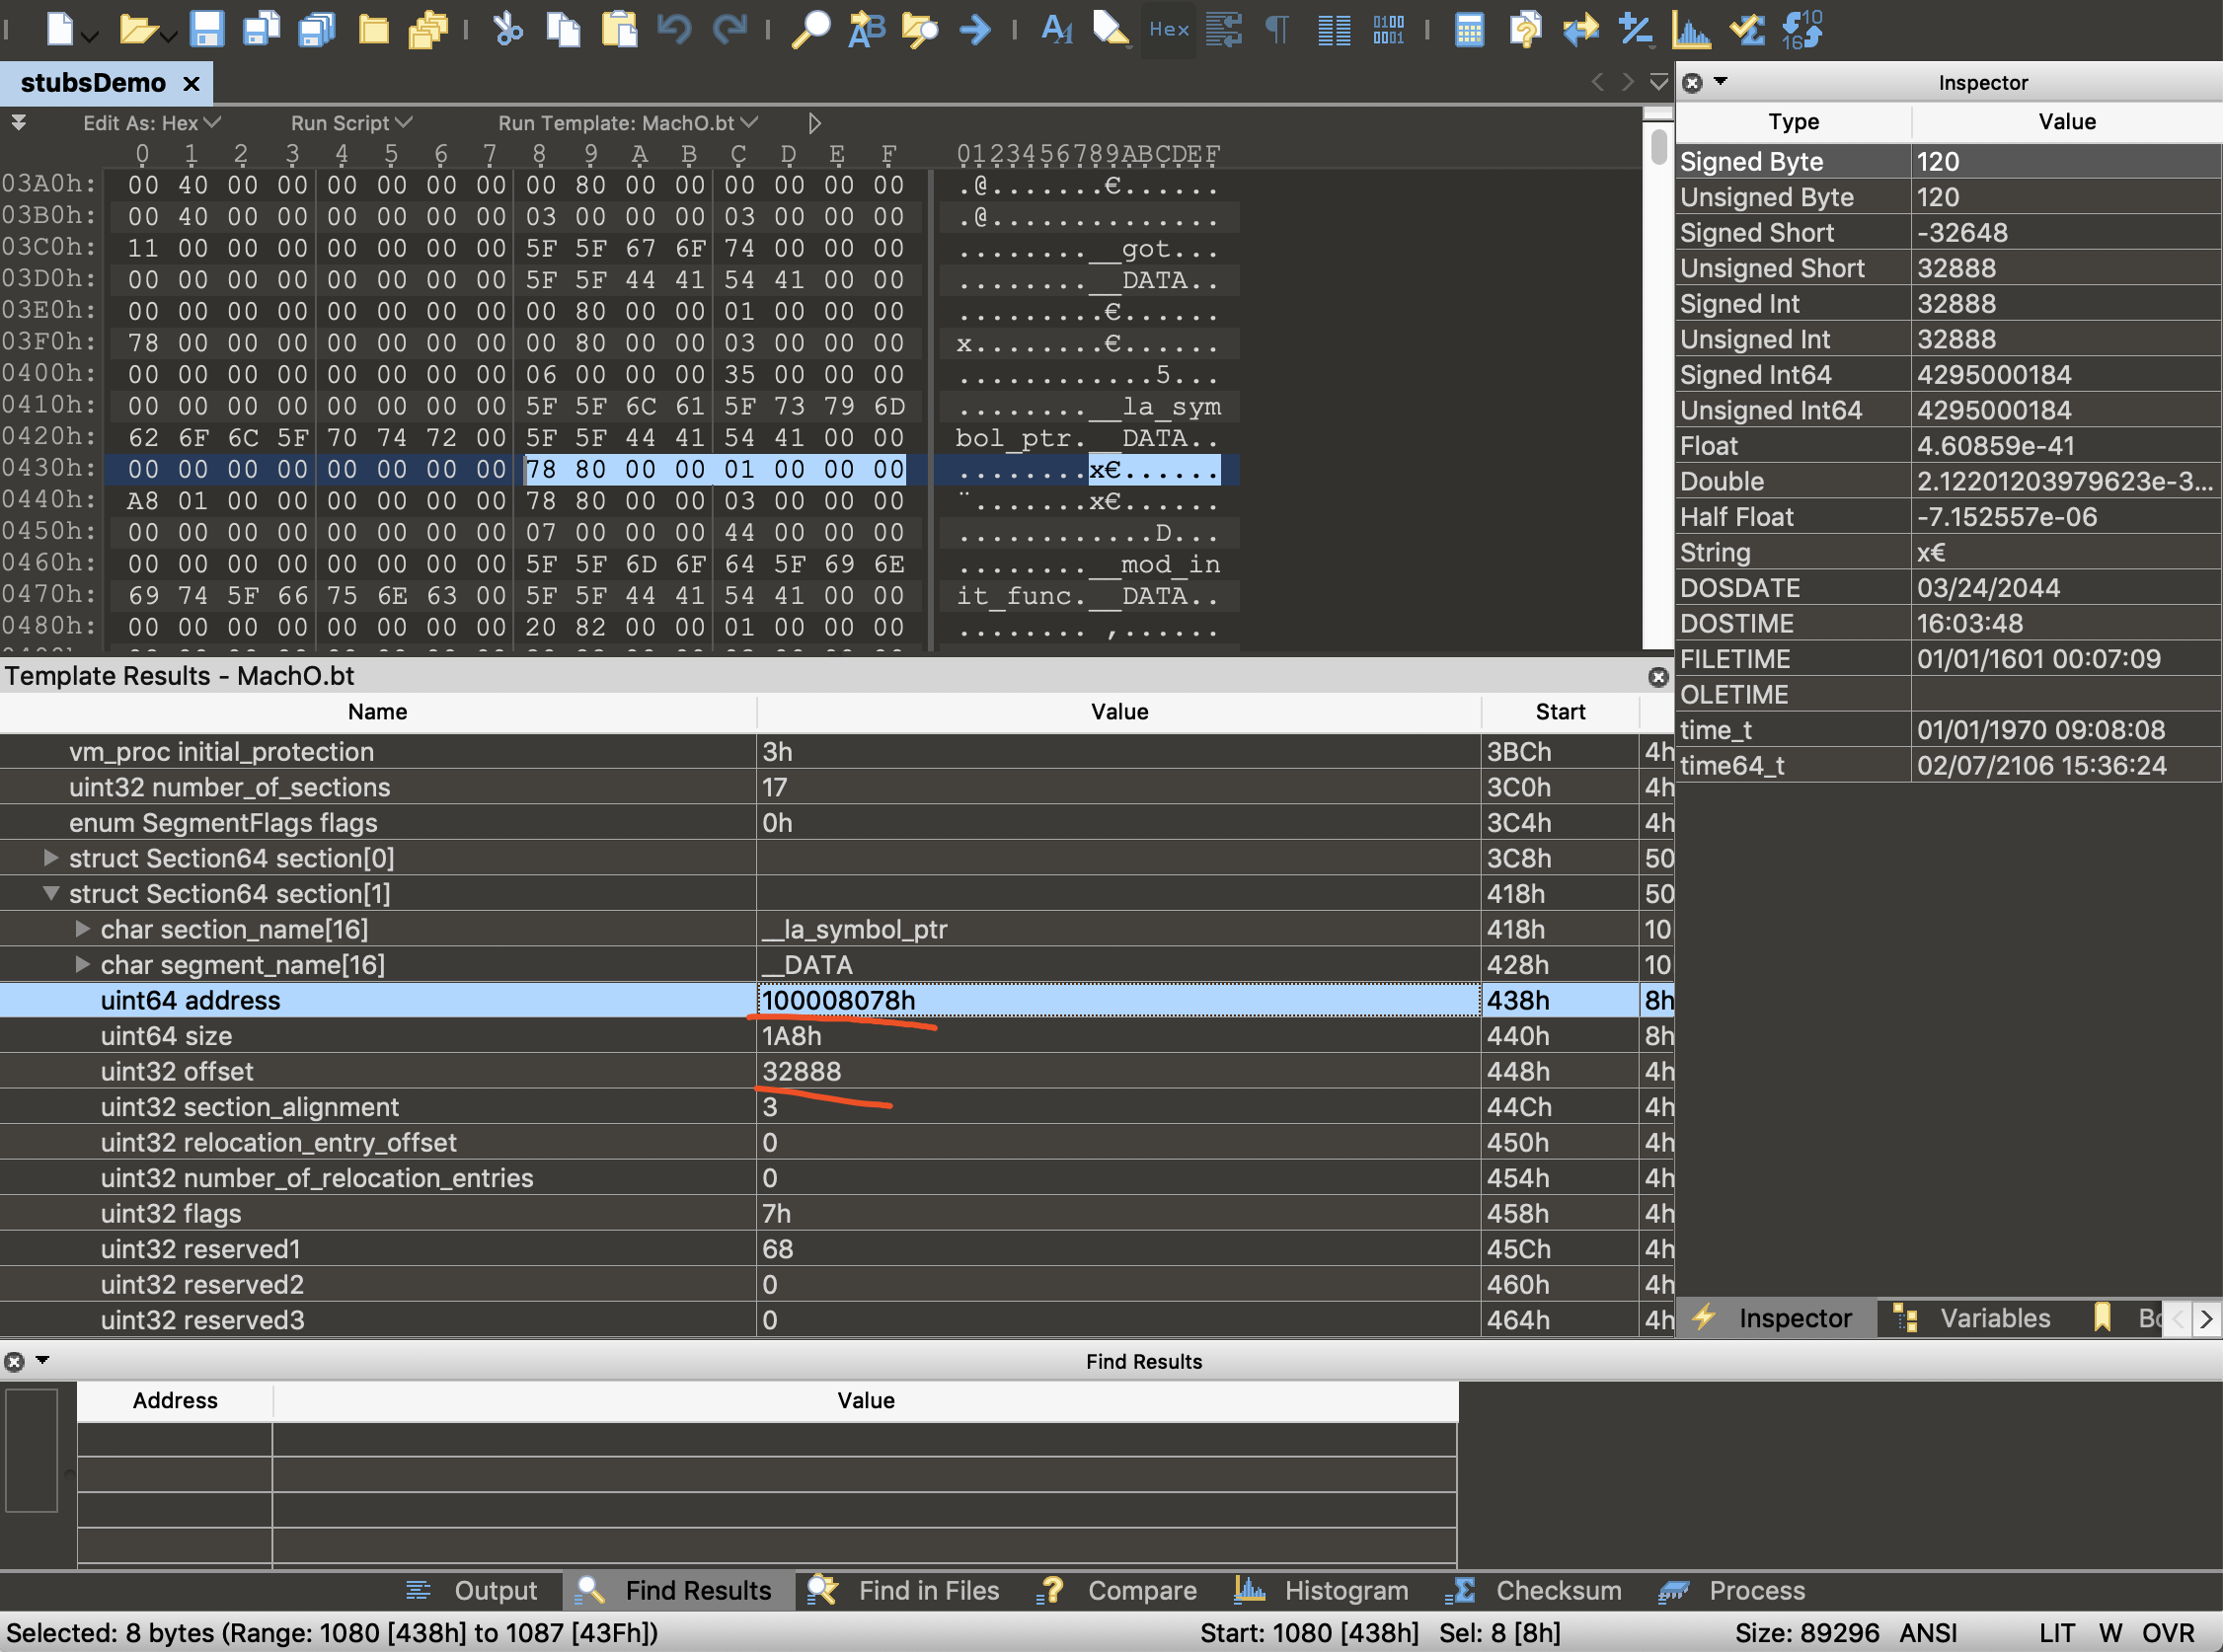 Hex
stubsDemo
Edit As: Hex Run Script Run Template: MachO.bt
0 1 2 3 4 5 6 7 8 9 A B C D E F 0123456789ABCDEF
03A0h: 00 40 00 00 00 00 00 00 00 80 00 00 00 00 00 00 .@.......€......
03B0h: 00 40 00 00 00 00 00 00 03 00 00 00 03 00 00 00 .@..............
03C0h: 11 00 00 00 00 00 00 00 5F 5F 67 6F 74 00 00 00 ........__got...
03D0h: 00 00 00 00 00 00 00 00 5F 5F 44 41 54 41 00 00 ........__DATA..
03E0h: 00 00 00 00 00 00 00 00 00 80 00 00 01 00 00 00 .........€......
03F0h: 78 00 00 00 00 00 00 00 00 80 00 00 03 00 00 00 x........€......
0400h: 00 00 00 00 00 00 00 00 06 00 00 00 35 00 00 00 ............5...
0410h: 00 00 00 00 00 00 00 00 5F 5F 6C 61 5F 73 79 6D ........__la_sym
0420h: 62 6F 6C 5F 70 74 72 00 5F 5F 44 41 54 41 00 00 bol_ptr.__DATA..
0430h: 00 00 00 00 00 00 00 00 78 80 00 00 01 00 00 00 ........x€......
0440h: A8 01 00 00 00 00 00 00 78 80 00 00 03 00 00 00 ¨.......x€......
0450h: 00 00 00 00 00 00 00 00 07 00 00 00 44 00 00 00 ............D...
0460h: 00 00 00 00 00 00 00 00 5F 5F 6D 6F 64 5F 69 6E ........__mod_in
0470h: 69 74 5F 66 75 6E 63 00 5F 5F 44 41 54 41 00 00 it_func.__DATA..
0480h: 00 00 00 00 00 00 00 00 20 82 00 00 01 00 00 00 ........ ‚......
Template Results - MachO.bt
Name Value Start
vm_proc initial_protection 3h 3BCh 4h
uint32 number_of_sections 17 3C0h 4h
enum SegmentFlags flags 0h 3C4h 4h
struct Section64 section[0] 3C8h 50
struct Section64 section[1] 418h 50
char section_name[16] __la_symbol_ptr 418h 10
char segment_name[16] __DATA 428h 10
uint64 address 100008078h 438h 8h
uint64 size 1A8h 440h 8h
uint32 offset 32888 448h 4h
uint32 section_alignment 3 44Ch 4h
uint32 relocation_entry_offset 0 450h 4h
uint32 number_of_relocation_entries 0 454h 4h
uint32 flags 7h 458h 4h
uint32 reserved1 68 45Ch 4h
uint32 reserved2 0 460h 4h
uint32 reserved3 0 464h 4h
Inspector
Type Value
Signed Byte 120
Unsigned Byte 120
Signed Short -32648
Unsigned Short 32888
Signed Int 32888
Unsigned Int 32888
Signed Int64 4295000184
Unsigned Int64 4295000184
Float 4.60859e-41
Double 2.12201203979623e-3...
Half Float -7.152557e-06
String x€
DOSDATE 03/24/2044
DOSTIME 16:03:48
FILETIME 01/01/1601 00:07:09
OLETIME
time_t 01/01/1970 09:08:08
time64_t 02/07/2106 15:36:24
Inspector Variables
Find Results
Address Value
Output Find Results Find in Files Compare Histogram Checksum Process
Selected: 8 bytes (Range: 1080 [438h] to 1087 [43Fh]) Start: 1080 [438h] Sel: 8 [8h] Size: 89296 ANSI LIT W OVR